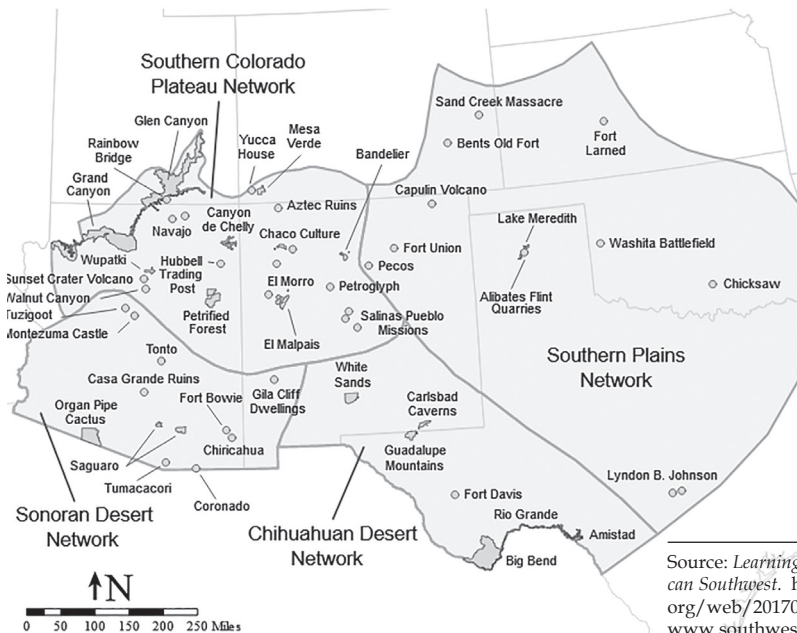 Southern Colorado
Plateau Network
Glen Canyon
Rainbow
Bridge
Grand
Canyon
Yucca
House
Mesa
Verde
Bandelier
Sand Creek Massacre
Bents Old Fort
Fort
Larned
Capulin Volcano
Navajo
Canyon
de Chelly
Aztec Ruins
Chaco Culture
Lake Meredith
Wupatki
Hubbell
Trading
Post
Fort Union
Pecos
Washita Battlefield
Sunset Crater Volcano
Walnut Canyon
Tuzigoot
Montezuma Castle
El Morro
Petroglyph
Alibates Flint
Quarries
Chicksaw
Petrified
Forest
El Malpais
Salinas Pueblo
Missions
Tonto
Casa Grande Ruins
White
Sands
Southern Plains
Network
Organ Pipe
Cactus
Fort Bowie
Gila Cliff
Dwellings
Carlsbad
Caverns
Chiricahua
Guadalupe
Mountains
Saguaro
Tumacacori
Coronado
Lyndon B. Johnson
Fort Davis
Sonoran Desert
Network
Chihuahuan Desert
Network
Rio Grande
Amistad
Big Bend
N
0 50 100 150 200 250 Miles
Source: Learning
can Southwest.
org/web/20170
www.southwes